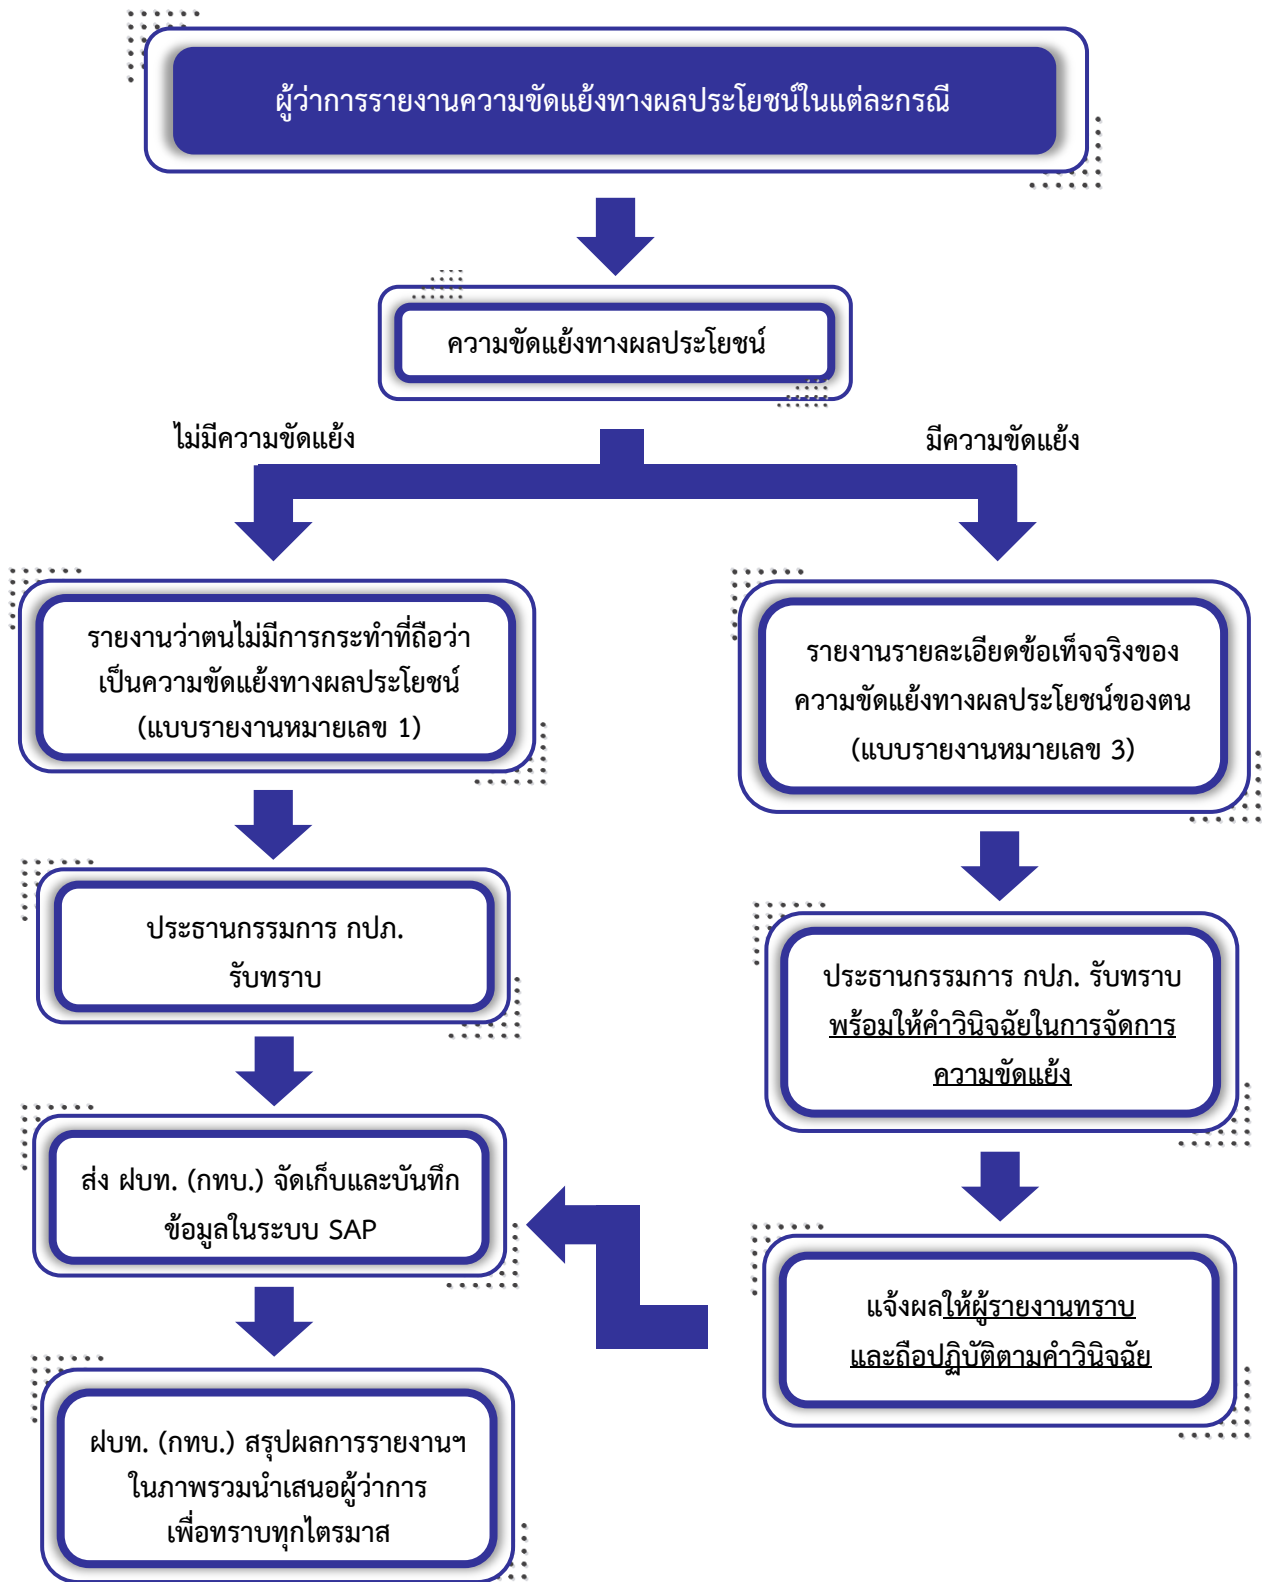 ผู้ว่าการรายงานความขัดแย้งทางผลประโยชน์ในแต่ละกรณี
ความขัดแย้งทางผลประโยชน์
ไม่มีความขัดแย้ง
มีความขัดแย้ง
รายงานว่าตนไม่มีการกระทำที่ถือว่า
เป็นความขัดแย้งทางผลประโยชน์
(แบบรายงานหมายเลข 1)
รายงานรายละเอียดข้อเท็จจริงของ
ความขัดแย้งทางผลประโยชน์ของตน
(แบบรายงานหมายเลข 3)
ประธานกรรมการ กปภ.
รับทราบ
ประธานกรรมการ กปภ. รับทราบ
พร้อมให้คำวินิจฉัยในการจัดการ
ความขัดแย้ง
ส่ง ฝบท. (กทบ.) จัดเก็บและบันทึก
ข้อมูลในระบบ SAP
แจ้งผลให้ผู้รายงานทราบ
และถือปฏิบัติตามคำวินิจฉัย
ฝบท. (กทบ.) สรุปผลการรายงานฯ
ในภาพรวมนำเสนอผู้ว่าการ
เพื่อทราบทุกไตรมาส